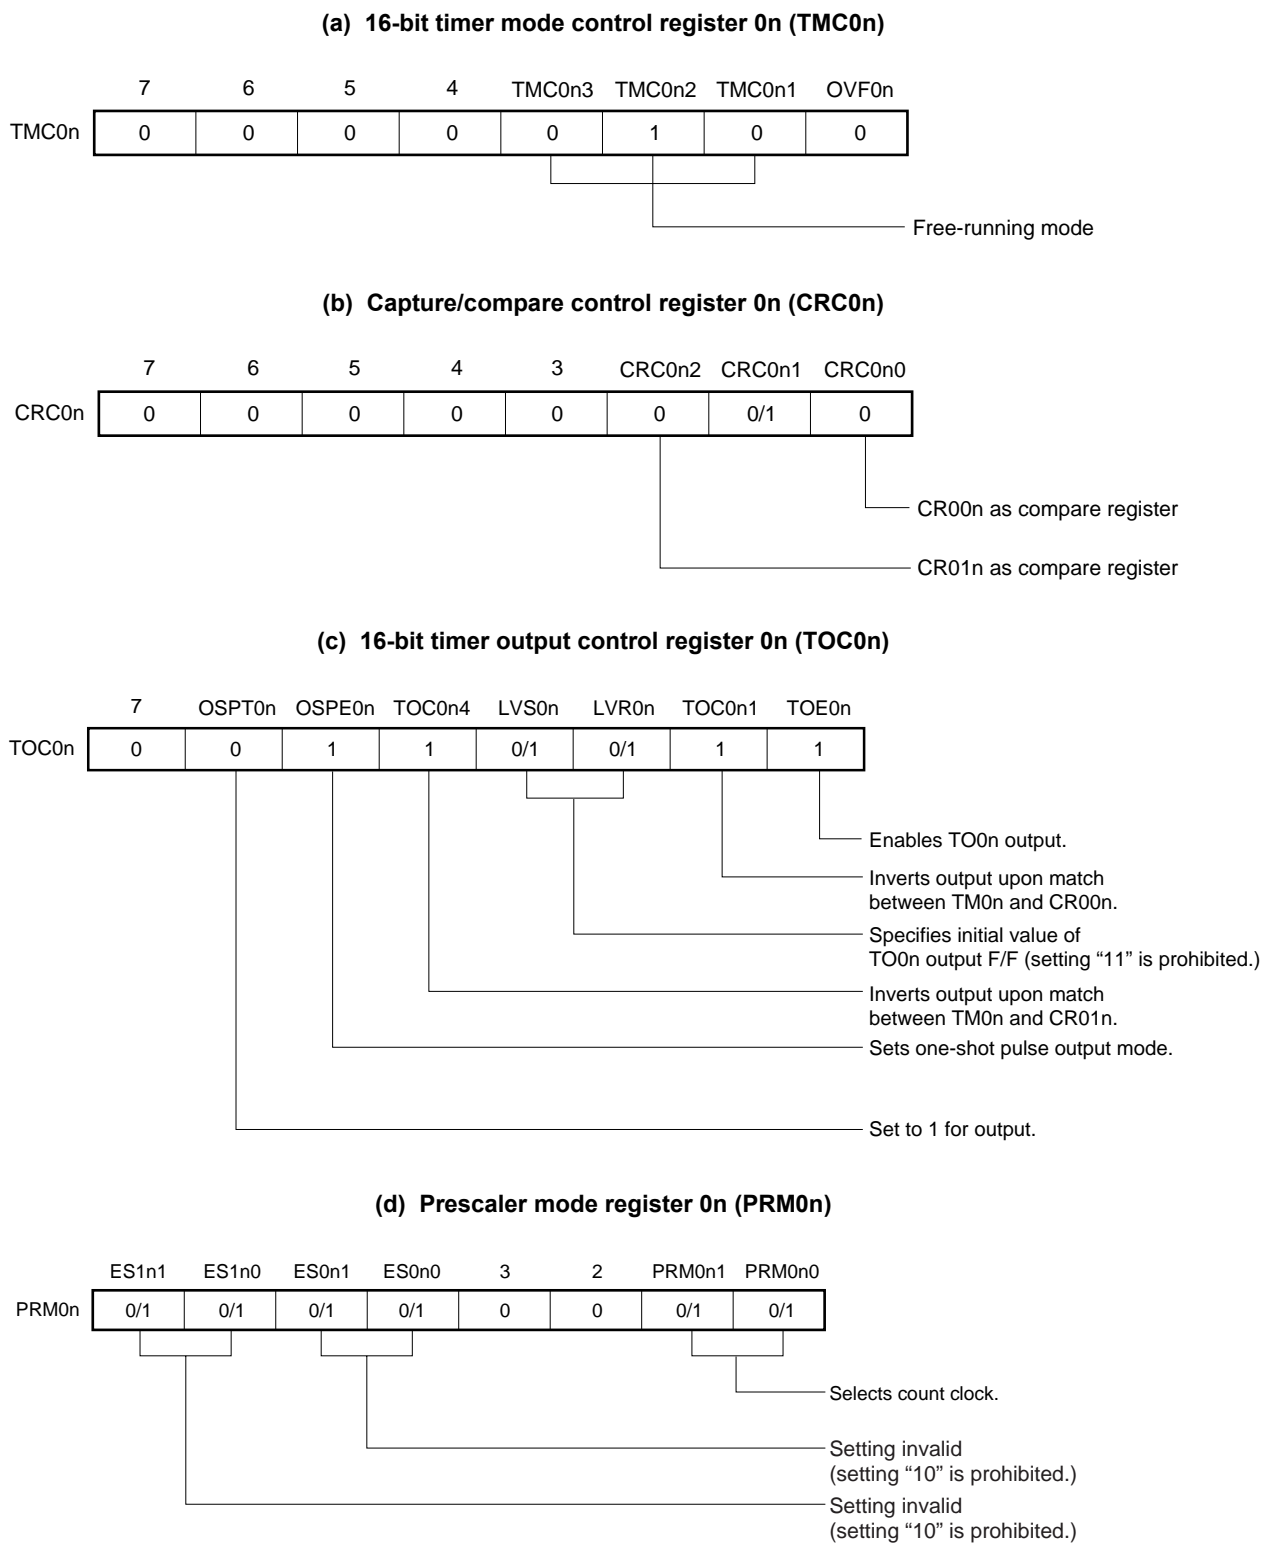 (a) 16-bit timer mode control register 0n (TMC0n)
7 6 5 4 TMC0n3 TMC0n2 TMC0n1 OVF0n
TMC0n 0 0 0 0 0 1 0 0
Free-running mode
(b) Capture/compare control register 0n (CRC0n)
7 6 5 4 3 CRC0n2 CRC0n1 CRC0n0
CRC0n 0 0 0 0 0 0 0/1 0
CR00n as compare register
CR01n as compare register
(c) 16-bit timer output control register 0n (TOC0n)
7 OSPT0n OSPE0n TOC0n4 LVS0n LVR0n TOC0n1 TOE0n
TOC0n 0 0 1 1 0/1 0/1 1 1
Enables TO0n output.
Inverts output upon match
between TM0n and CR00n.
Specifies initial value of
TO0n output F/F (setting “11” is prohibited.)
Inverts output upon match
between TM0n and CR01n.
Sets one-shot pulse output mode.
Set to 1 for output.
(d) Prescaler mode register 0n (PRM0n)
ES1n1 ES1n0 ES0n1 ES0n0 3 2 PRM0n1 PRM0n0
PRM0n 0/1 0/1 0/1 0/1 0 0 0/1 0/1
Selects count clock.
Setting invalid
(setting “10” is prohibited.)
Setting invalid
(setting “10” is prohibited.)